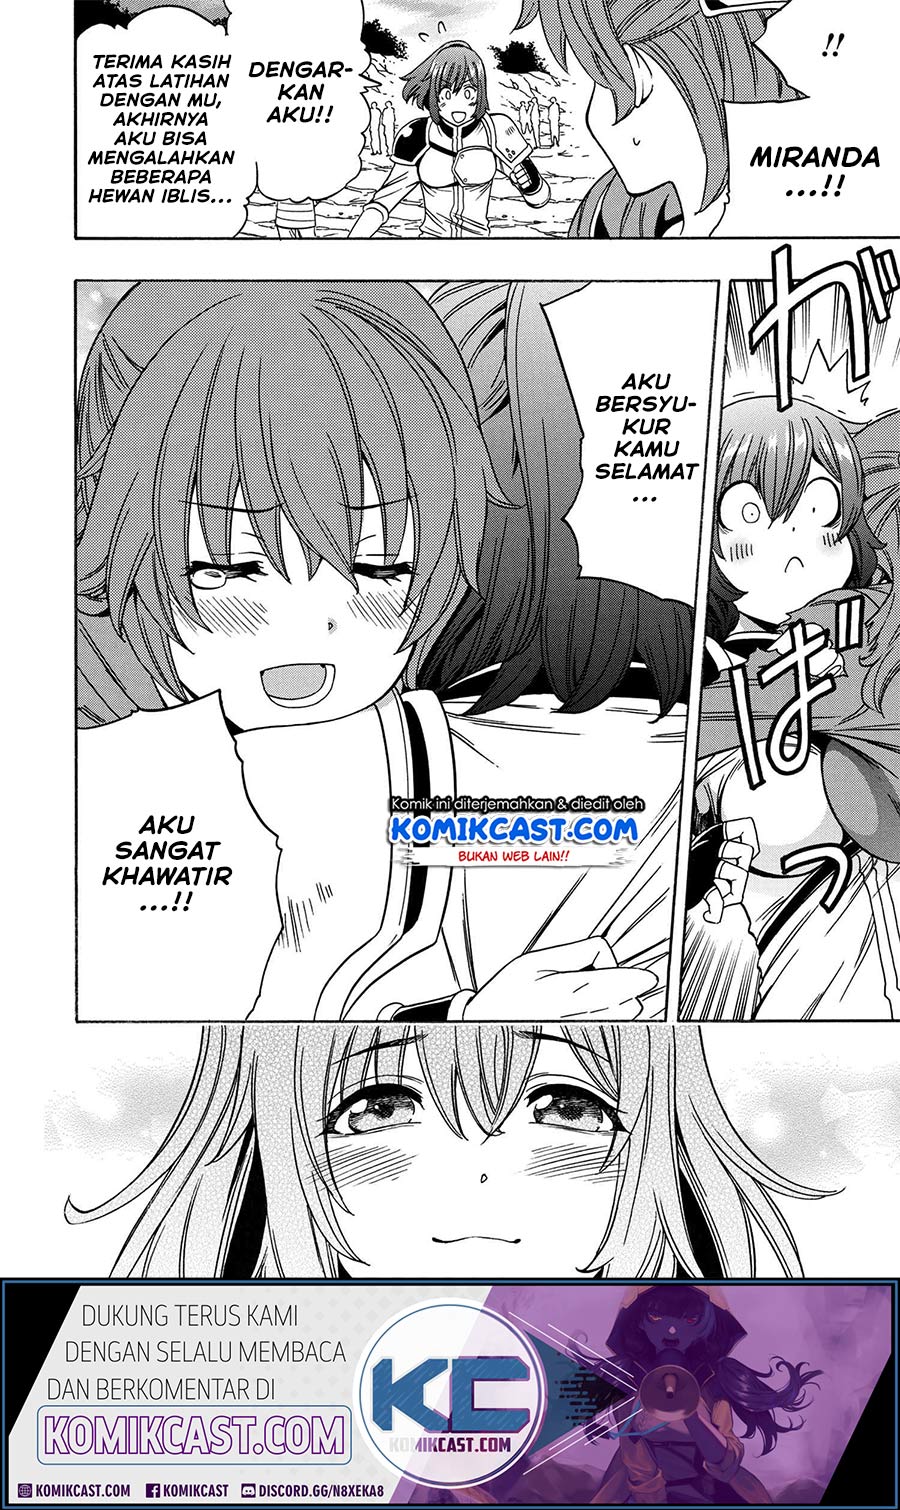 !!
MIRANDA
...!!
DENGAR-
KAN
AKU!!
TERIMA KASIH
ATAS LATIHAN
DENGAN MU,
AKHIRNYA
AKU BISA
MENGALAHKAN
BEBERAPA
HEWAN IBLIS...
ガ
ばっ
AKU
BERSYU-
KUR
KAMU
SELAMAT
...
AKU
SANGAT
KHAWATIR
...!!
Komik ini diterjemahkan & diedit oleh
KOMIKCAST.COM
BUKAN WEB LAIN!!
DUKUNG TERUS KAMI
DENGAN SELALU MEMBACA
DAN BERKOMENTAR DI
KOMIKCAST.COM
KC
KOMIKCAST.COM
KOMIKCAST.COM
KOMIKCAST
DISCORD.GG/N8XEKA8